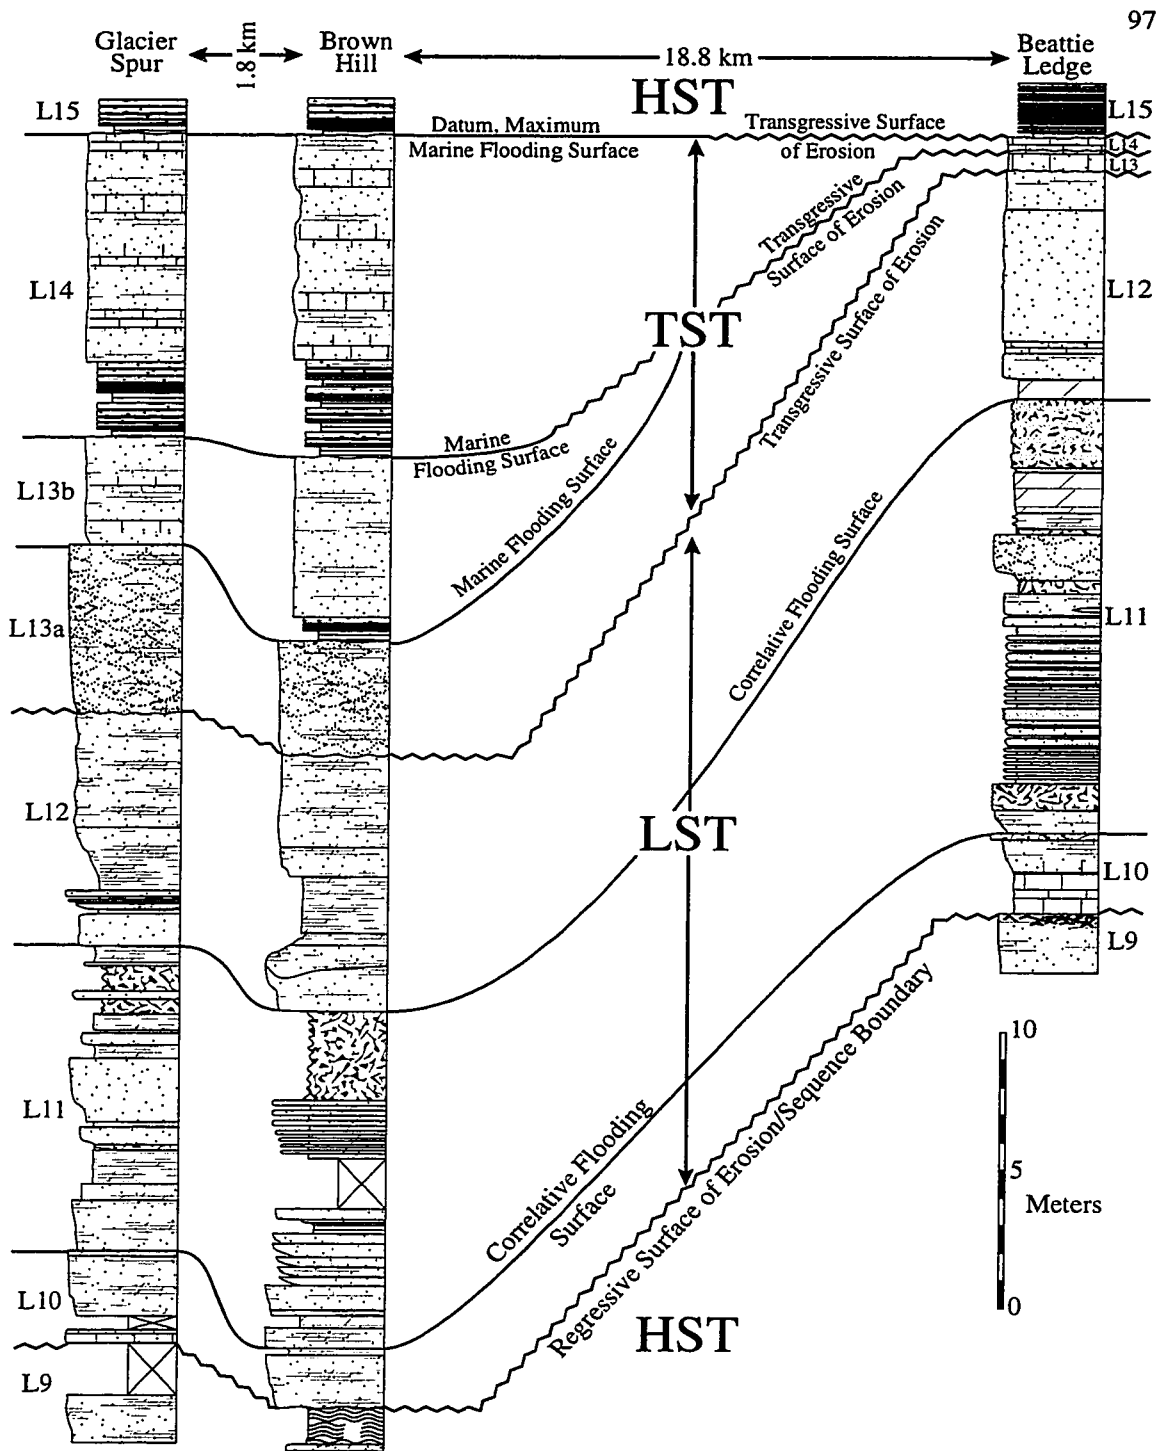 97
Glacier
Spur
1.8 km
Brown
Hill
18.8 km
Beattie
Ledge
HST
L15
Datum, Maximum
Marine Flooding Surface
Transgressive Surface
of Erosion
L15
L14
L13
Transgressive
Surface of Erosion
L14
TST
L12
Transgressive Surface of Erosion
Marine
Flooding Surface
Marine Flooding Surface
L13b
Correlative Flooding Surface
L13a
L11
L12
LST
L10
L9
Regressive Surface of Erosion/Sequence Boundary
10
L11
Correlative Flooding
Surface
5
Meters
L10
0
HST
L9